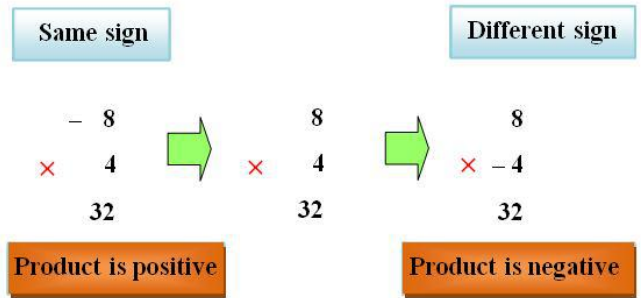 Same sign
Different sign
– 8
× 4
32
8
× 4
32
8
× – 4
32
Product is positive
Product is negative